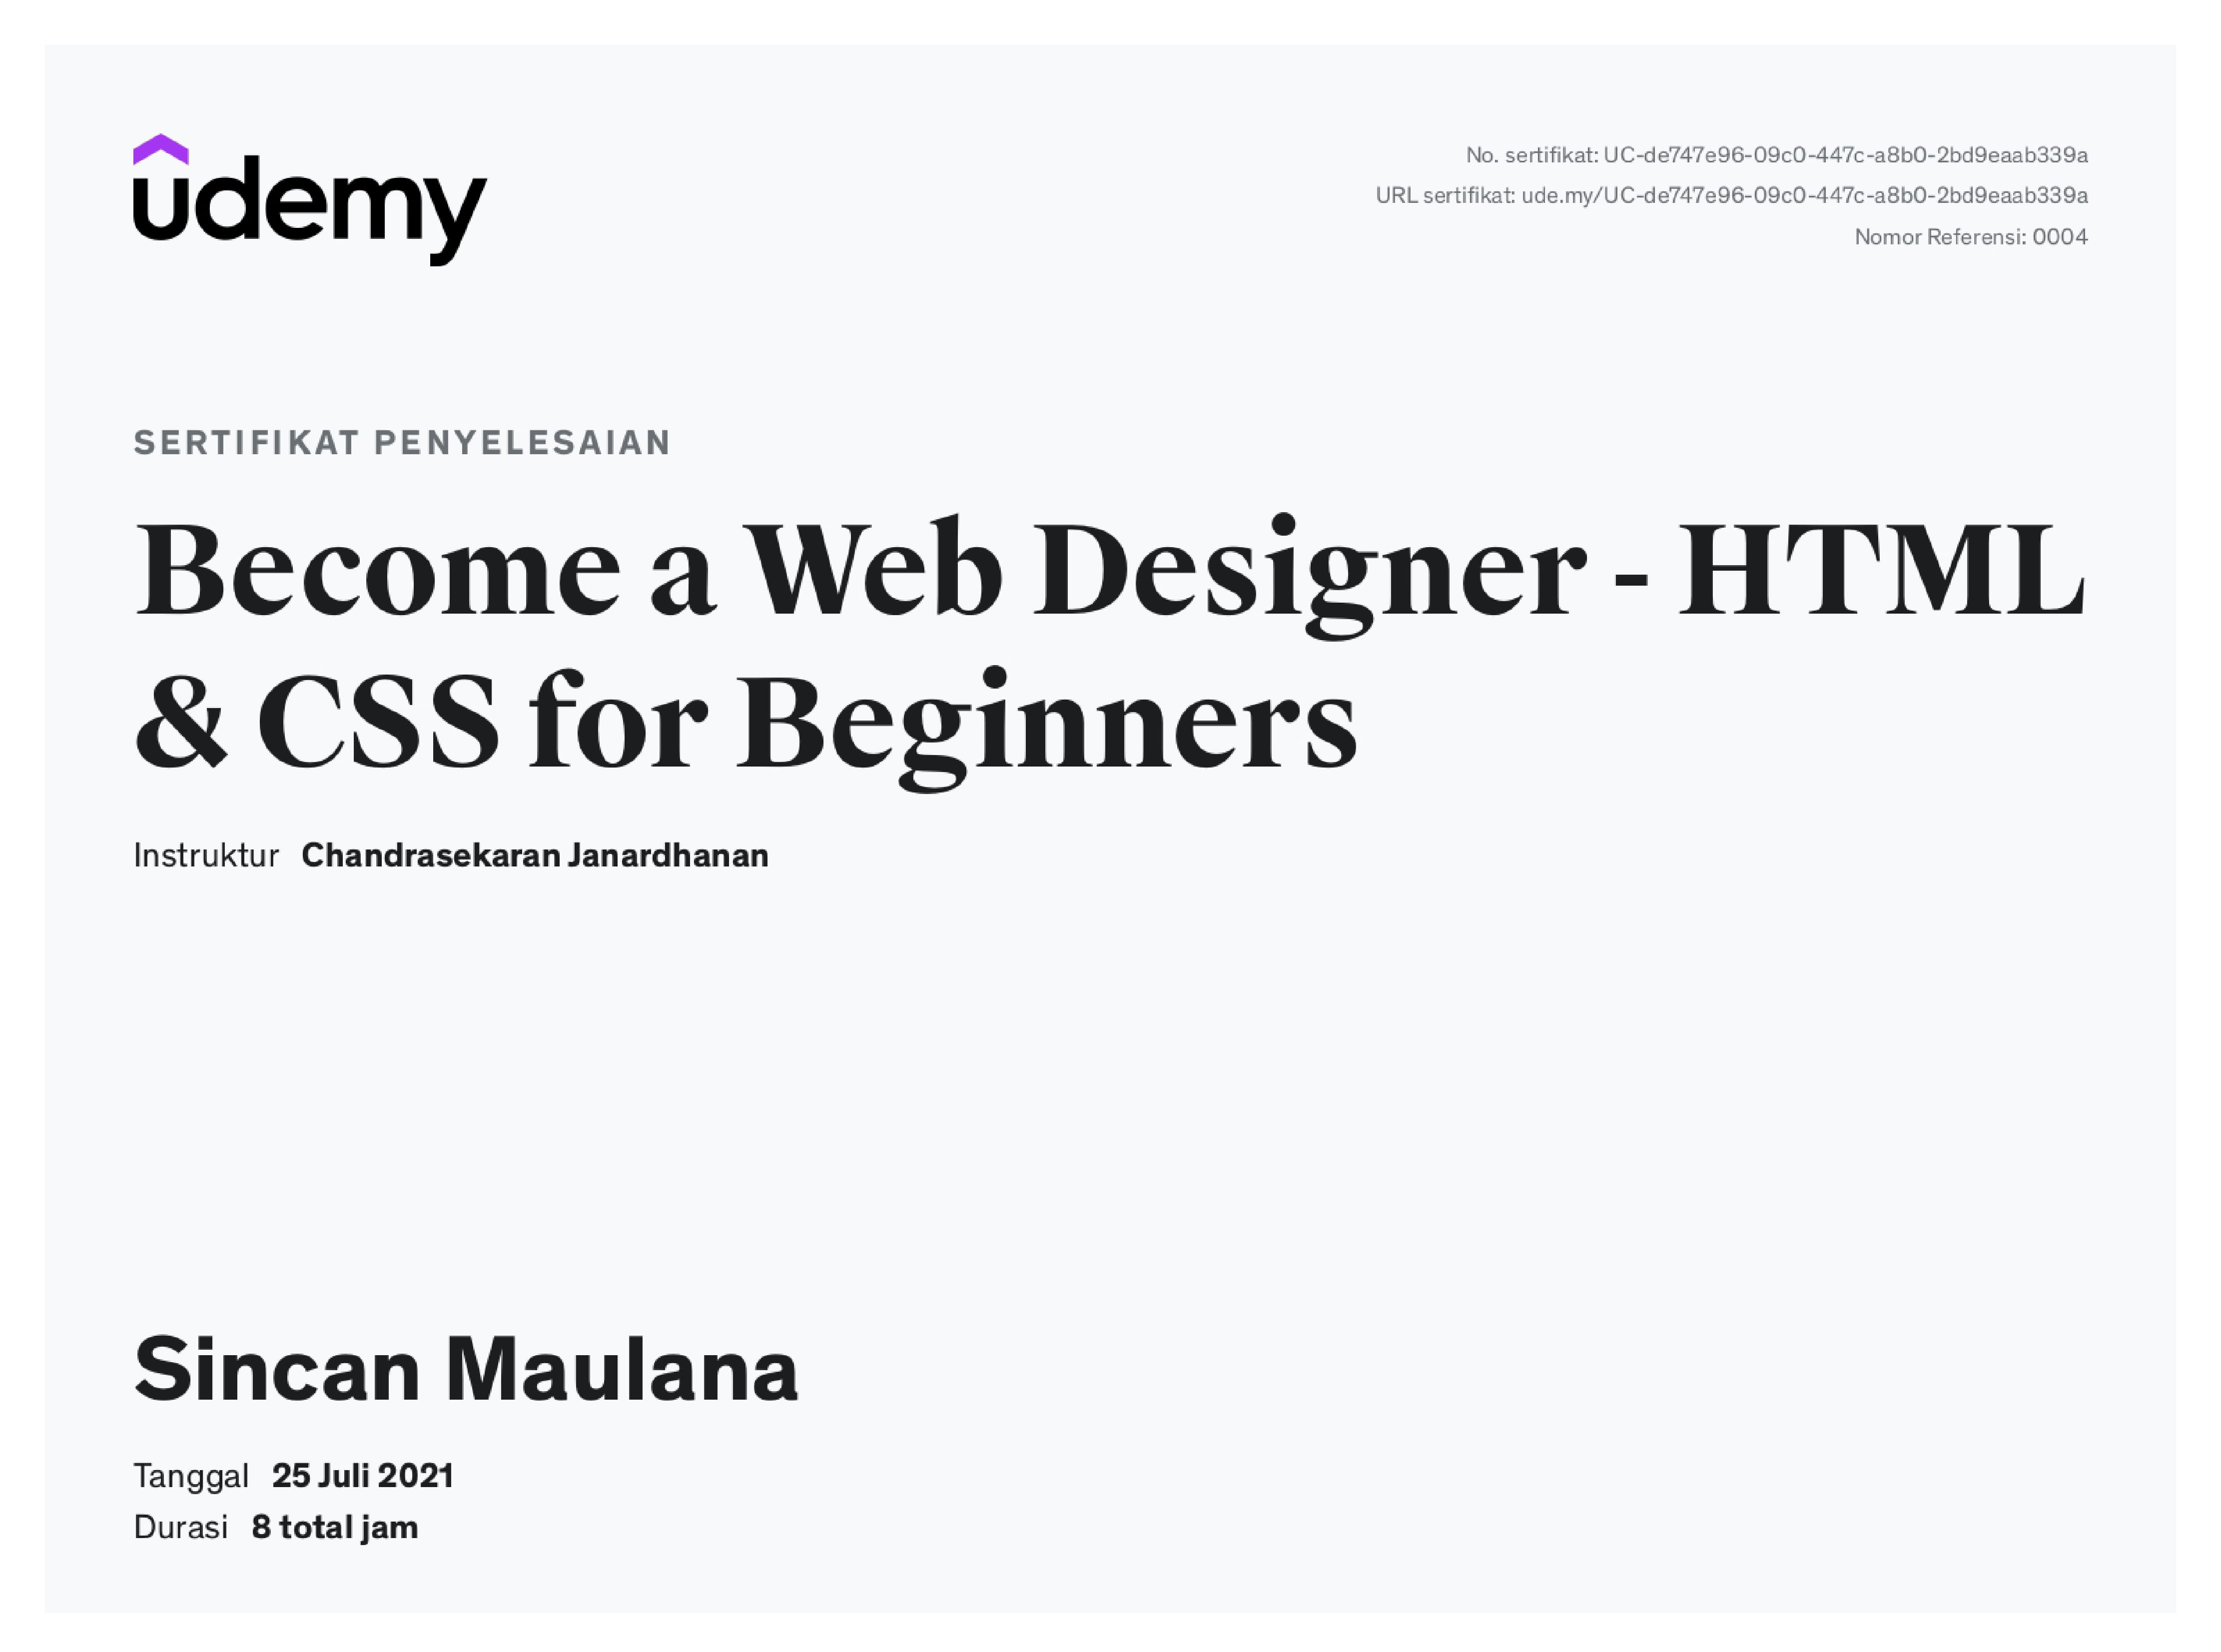 udemy
No. sertifikat: UC-de747e96-09c0-447c-a8b0-2bd9eaab339a
URL sertifikat: ude.my/UC-de747e96-09c0-447c-a8b0-2bd9eaab339a
Nomor Referensi: 0004
SERTIFIKAT PENYELESAIAN
Become a Web Designer - HTML
& CSS for Beginners
Instruktur Chandrasekaran Janardhanan
Sincan Maulana
Tanggal 25 Juli 2021
Durasi 8 total jam